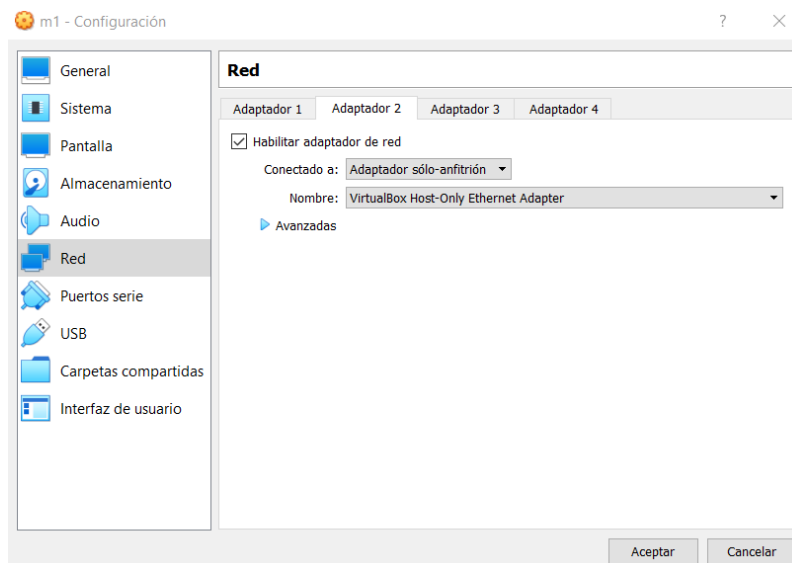 m1 - Configuración
?
General
Sistema
Pantalla
Almacenamiento
Audio
Red
Puertos serie
USB
Carpetas compartidas
Interfaz de usuario
Red
Adaptador 1 Adaptador 2 Adaptador 3 Adaptador 4
Habilitar adaptador de red
Conectado a: Adaptador sólo-anfitrión
Nombre: VirtualBox Host-Only Ethernet Adapter
Avanzadas
Aceptar Cancelar